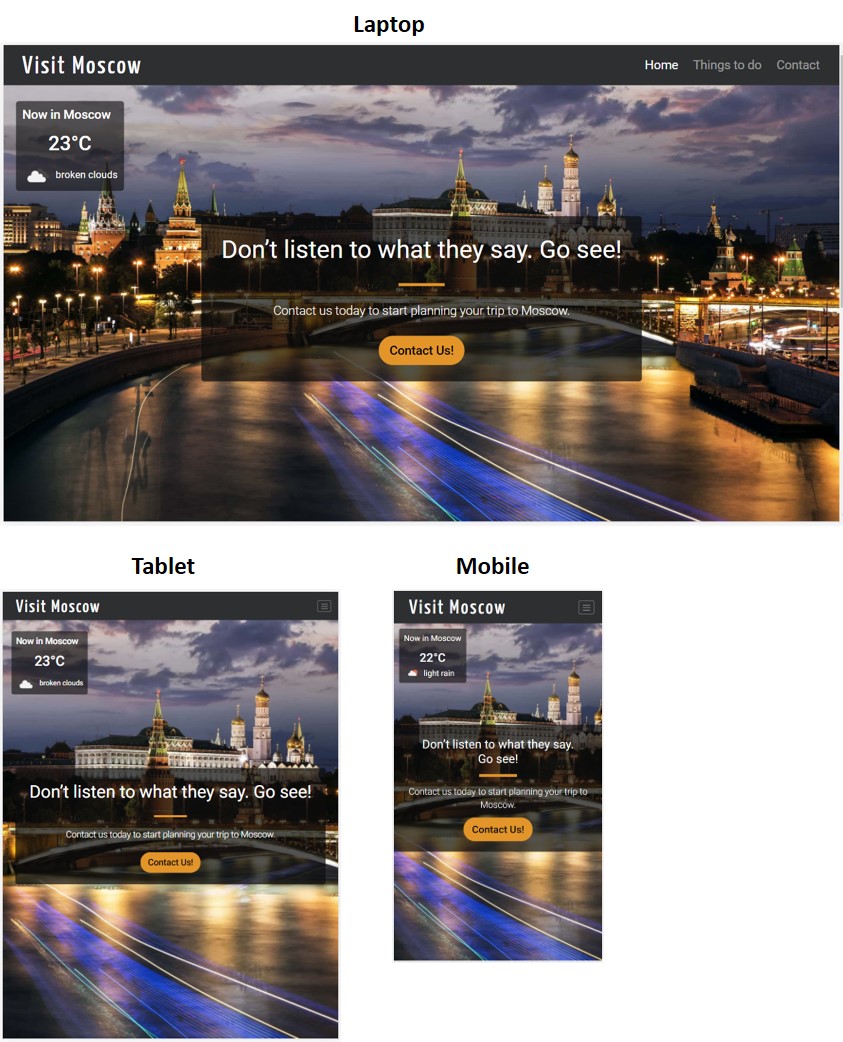 Laptop
Visit Moscow
Home Things to do Contact
Now in Moscow
23°C
broken clouds
Don't listen to what they say. Go see!
Contact us today to start planning your trip to Moscow.
Contact Us!
Tablet
Visit Moscow
Now in Moscow
23°C
broken clouds
Don't listen to what they say. Go see!
Contact us today to start planning your trip to Moscow.
Contact Us!
Mobile
Visit Moscow
Now in Moscow
22°C
light rain
Don't listen to what they say.
Go see!
Contact us today to start planning your trip to
Moscow.
Contact Us!